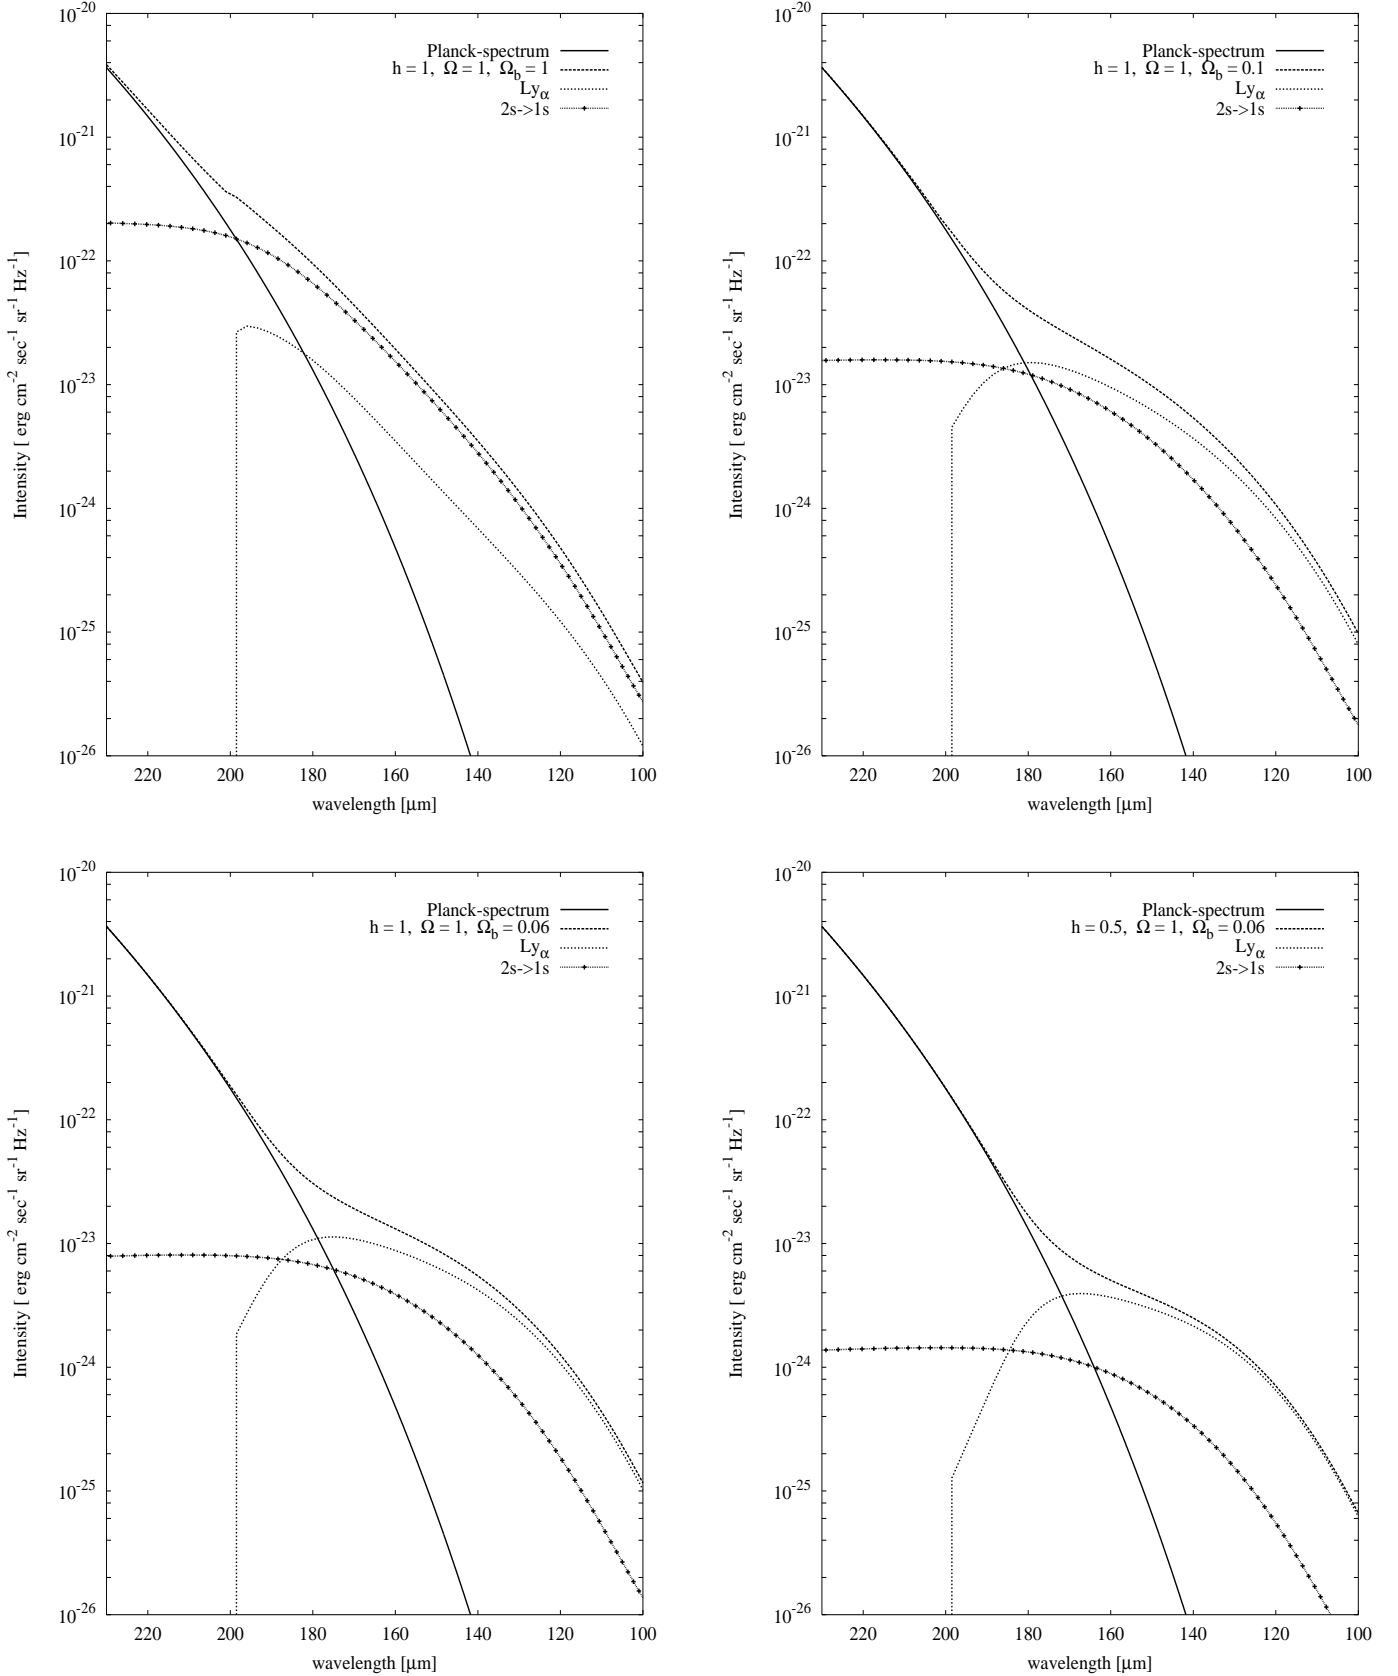 10^-20
10^-21
10^-22
10^-23
10^-24
10^-25
10^-26
Intensity [ erg cm^-2 sec^-1 sr^-1 Hz^-1]
Planck-spectrum
h = 1, Ω = 1, Ω_b = 1
Ly_α
2s->1s
220 200 180 160 140 120 100
wavelength [μm]
10^-20
10^-21
10^-22
10^-23
10^-24
10^-25
10^-26
Intensity [ erg cm^-2 sec^-1 sr^-1 Hz^-1]
Planck-spectrum
h = 1, Ω = 1, Ω_b = 0.1
Ly_α
2s->1s
220 200 180 160 140 120 100
wavelength [μm]
10^-20
10^-21
10^-22
10^-23
10^-24
10^-25
10^-26
Intensity [ erg cm^-2 sec^-1 sr^-1 Hz^-1]
Planck-spectrum
h = 1, Ω = 1, Ω_b = 0.06
Ly_α
2s->1s
220 200 180 160 140 120 100
wavelength [μm]
10^-20
10^-21
10^-22
10^-23
10^-24
10^-25
10^-26
Intensity [ erg cm^-2 sec^-1 sr^-1 Hz^-1]
Planck-spectrum
h = 0.5, Ω = 1, Ω_b = 0.06
Ly_α
2s->1s
220 200 180 160 140 120 100
wavelength [μm]